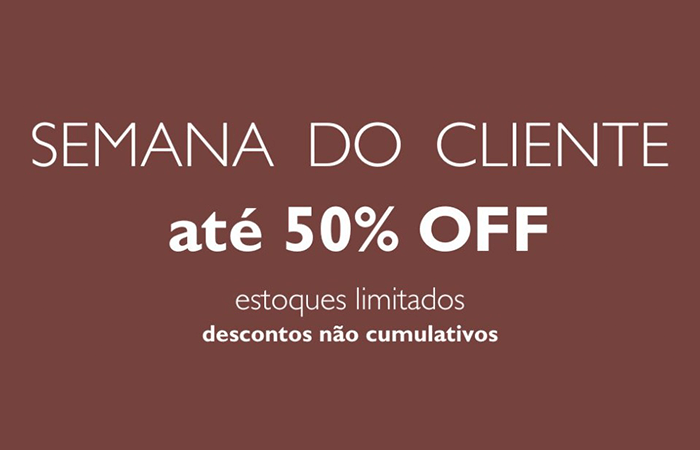 SEMANA DO CLIENTE
até 50% OFF
estoques limitados
descontos não cumulativos